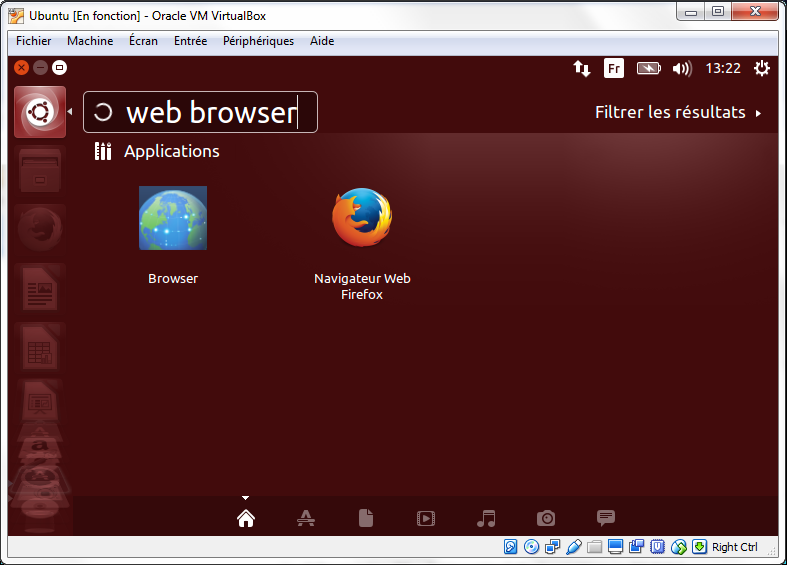 Ubuntu [En fonction] - Oracle VM VirtualBox
Fichier Machine Écran Entrée Périphériques Aide
Fr 13:22
web browser
Filtrer les résultats
Applications
Browser
Navigateur Web
Firefox
Right Ctrl